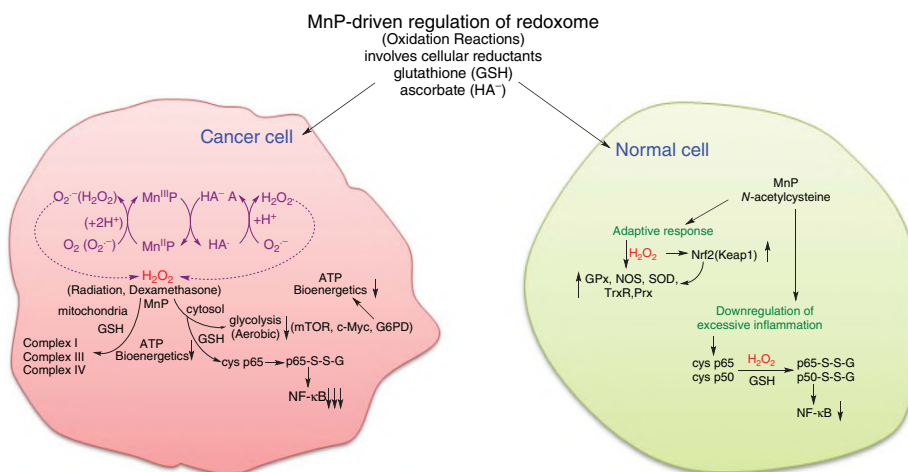 MnP-driven regulation of redoxome
(Oxidation Reactions)
involves cellular reductants
glutathione (GSH)
ascorbate (HA⁻)
Cancer cell
O₂·⁻(H₂O₂) MnᴵᴵᴵP HA⁻ A H₂O₂
(+2H⁺) +H⁺
O₂ (O₂·⁻) MnᴵᴵP HA· O₂·⁻
H₂O₂
(Radiation, Dexamethasone)
MnP
mitochondria
GSH
Complex I
Complex III
Complex IV
ATP
Bioenergetics
cytosol
GSH
glycolysis
(Aerobic)
(mTOR, c-Myc, G6PD)
ATP
Bioenergetics
cys p65
p65-S-S-G
NF-κB
Normal cell
MnP
N-acetylcysteine
Adaptive response
H₂O₂
Nrf2(Keap1)
GPx, NOS, SOD,
TrxR,Prx
Downregulation of
excessive inflammation
cys p65
cys p50
H₂O₂
GSH
p65-S-S-G
p50-S-S-G
NF-κB